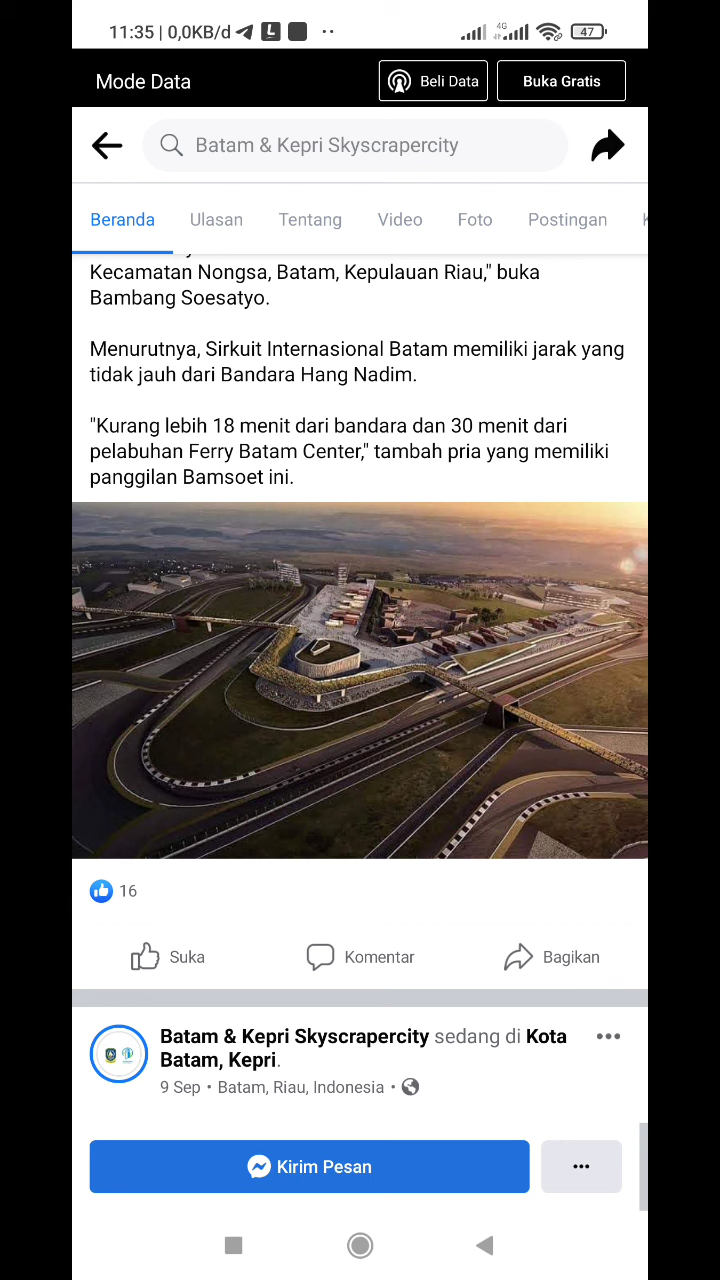 11:35 | 0,0KB/d
4G
47
Mode Data
Beli Data
Buka Gratis
Batam & Kepri Skyscrapercity
Beranda
Ulasan
Tentang
Video
Foto
Postingan
Kecamatan Nongsa, Batam, Kepulauan Riau," buka
Bambang Soesatyo.
Menurutnya, Sirkuit Internasional Batam memiliki jarak yang
tidak jauh dari Bandara Hang Nadim.
"Kurang lebih 18 menit dari bandara dan 30 menit dari
pelabuhan Ferry Batam Center," tambah pria yang memiliki
panggilan Bamsoet ini.
16
Suka
Komentar
Bagikan
Batam & Kepri Skyscrapercity sedang di Kota
Batam, Kepri.
9 Sep • Batam, Riau, Indonesia •
Kirim Pesan